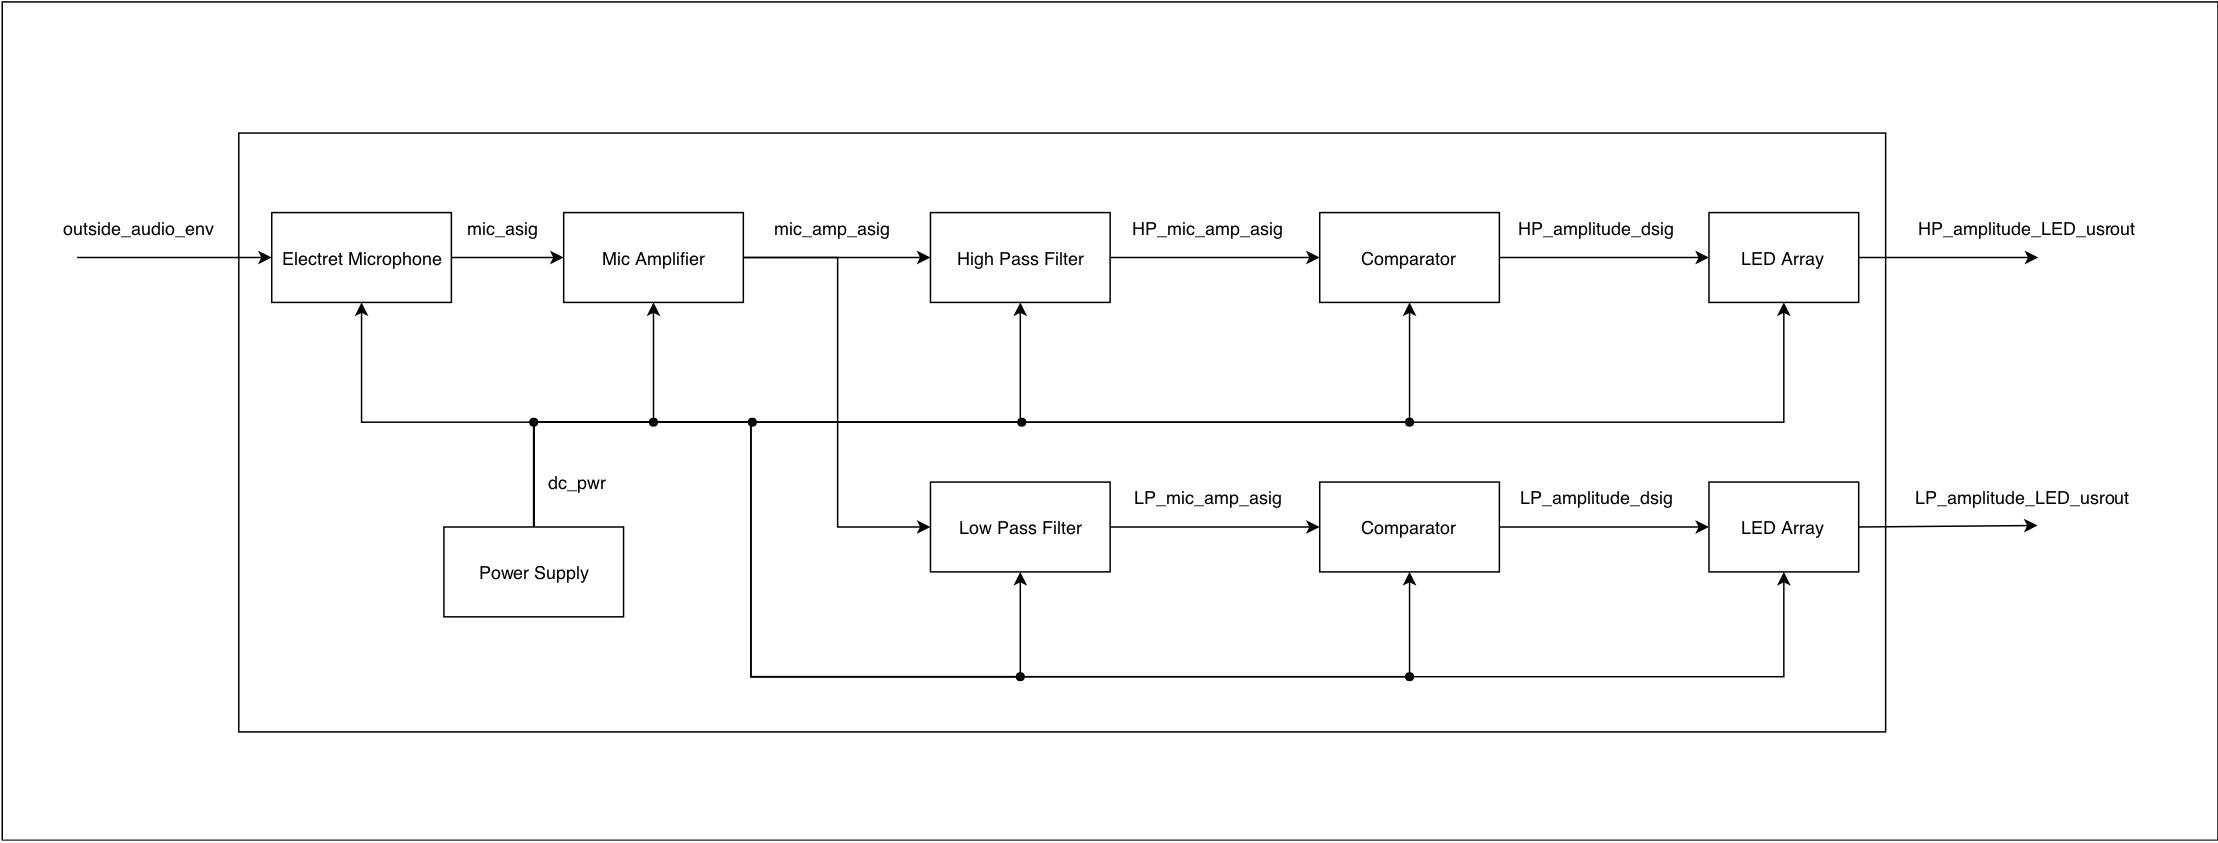 outside_audio_env
mic_asig
mic_amp_asig
HP_mic_amp_asig
HP_amplitude_dsig
HP_amplitude_LED_usrout
Electret Microphone
Mic Amplifier
High Pass Filter
Comparator
LED Array
dc_pwr
LP_mic_amp_asig
LP_amplitude_dsig
LP_amplitude_LED_usrout
Low Pass Filter
Comparator
LED Array
Power Supply